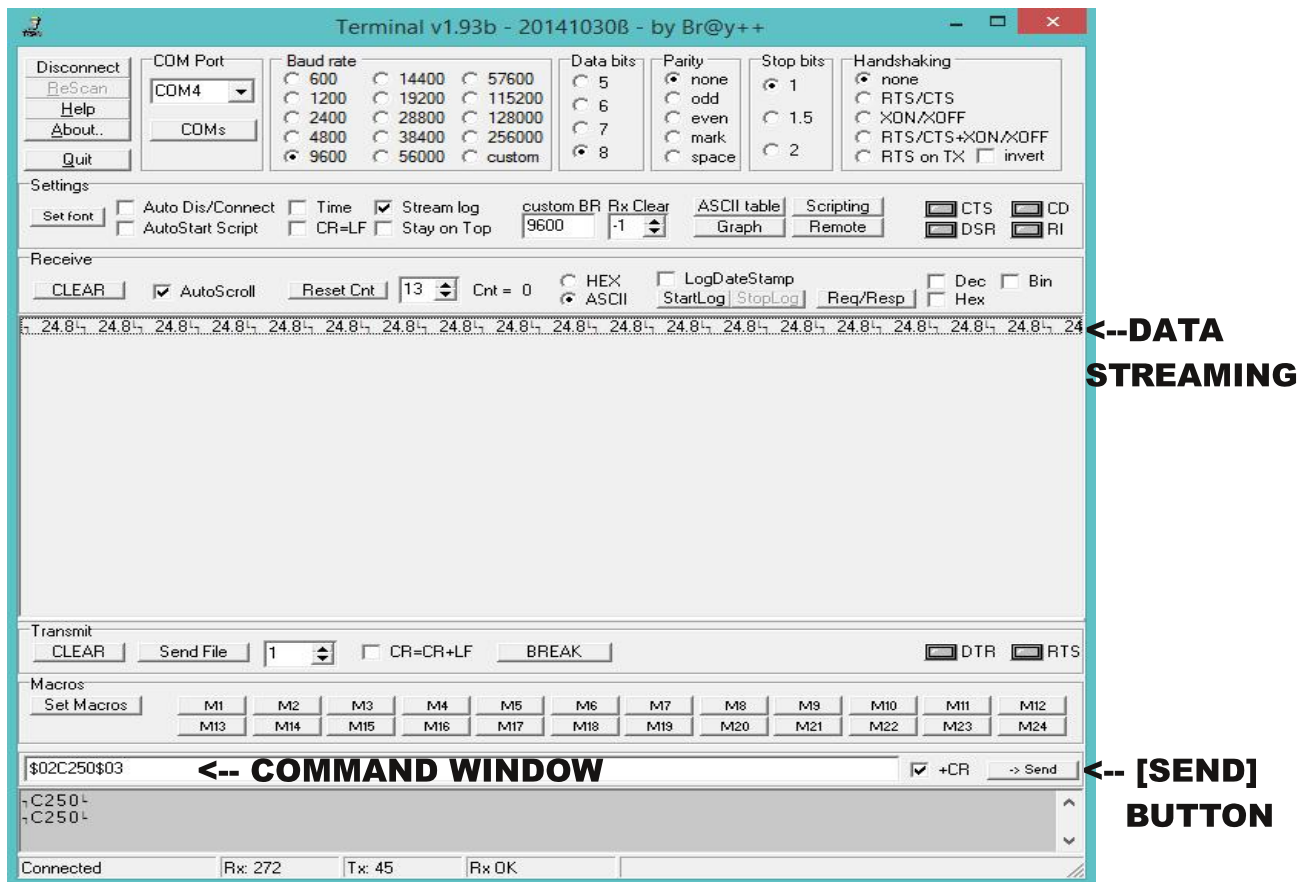 Terminal v1.93b - 20141030ß - by Br@y++
Disconnect
ReScan
Help
About..
Quit
COM Port
COM4
COMs
Baud rate
600 14400 57600
1200 19200 115200
2400 28800 128000
4800 38400 256000
9600 56000 custom
Data bits
5
6
7
8
Parity
none
odd
even
mark
space
Stop bits
1
1.5
2
Handshaking
none
RTS/CTS
XON/XOFF
RTS/CTS+XON/XOFF
RTS on TX invert
Settings
Set font
Auto Dis/Connect Time Stream log
AutoStart Script CR=LF Stay on Top
custom BR Rx Clear
9600 -1
ASCII table Scripting
Graph Remote
CTS CD
DSR RI
Receive
CLEAR AutoScroll Reset Cnt 13 Cnt = 0
HEX
ASCII
LogDateStamp
StartLog StopLog Req/Resp
Dec Bin
Hex
┐ 24.8└┐ 24.8└┐ 24.8└┐ 24.8└┐ 24.8└┐ 24.8└┐ 24.8└┐ 24.8└┐ 24.8└┐ 24.8└┐ 24.8└┐ 24.8└┐ 24.8└┐ 24.8└┐ 24.8└┐ 24.8└┐ 24.8└┐ 24.8└┐ 24
<--DATA
STREAMING
Transmit
CLEAR Send File 1 CR=CR+LF BREAK DTR RTS
Macros
Set Macros M1 M2 M3 M4 M5 M6 M7 M8 M9 M10 M11 M12
M13 M14 M15 M16 M17 M18 M19 M20 M21 M22 M23 M24
$02C250$03 <-- COMMAND WINDOW +CR -> Send <-- [SEND]
BUTTON
┐C250└
┐C250└
Connected Rx: 272 Tx: 45 Rx OK